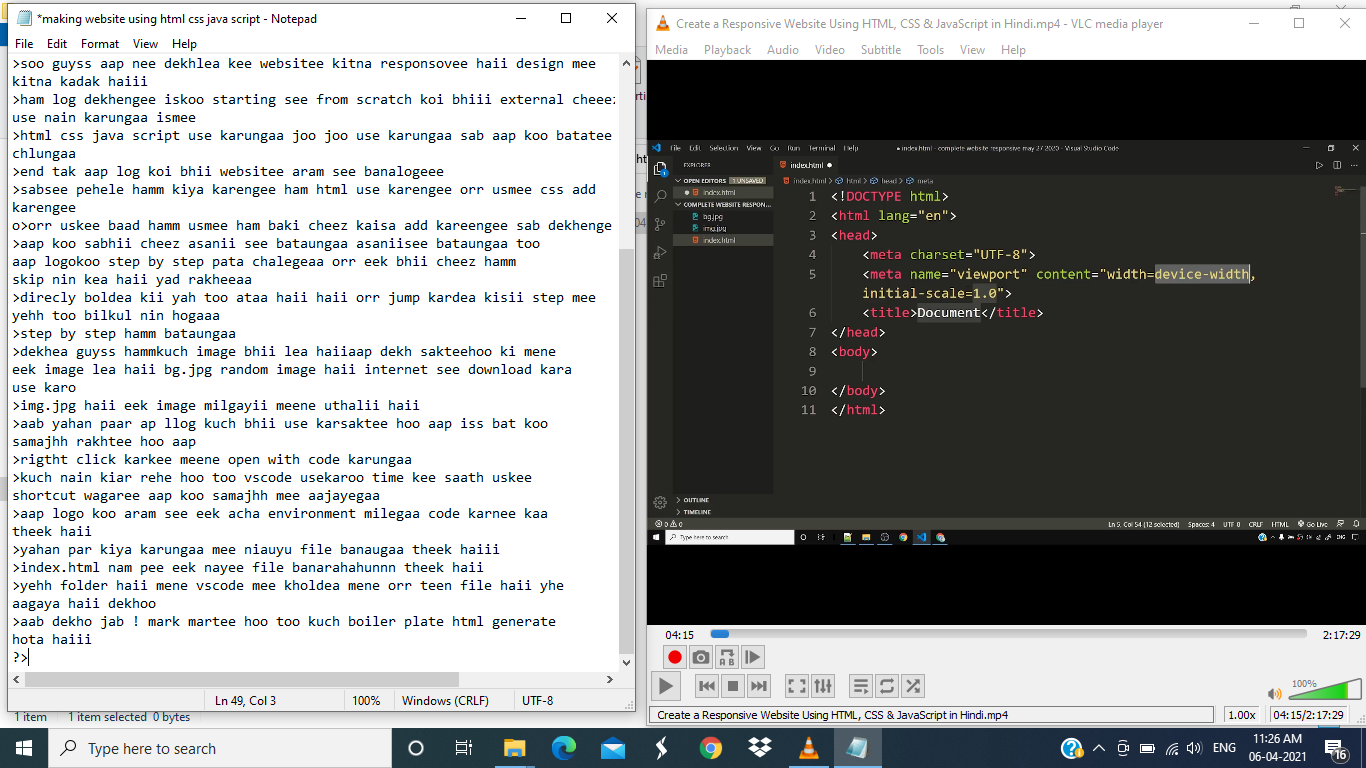 *making website using html css java script - Notepad
File Edit Format View Help
>soo guyss aap nee dekhlea kee websitee kitna responsovee haii design mee
kitna kadak haiii
>ham log dekhengee iskoo starting see from scratch koi bhiii external cheeez
use nain karungaa ismee
>html css java script use karungaa joo joo use karungaa sab aap koo batatee
chlungaa
>end tak aap log koi bhii websitee aram see banalogeee
>sabsee pehele hamm kiya karengee ham html use karengee orr usmee css add
karengee
o>orr uskee baad hamm usmee ham baki cheez kaisa add kareengee sab dekhenge
>aap koo sabhii cheez asanii see bataungaa asaniisee bataungaa too
aap logokoo step by step pata chalegeaa orr eek bhii cheez hamm
skip nin kea haii yad rakheeaa
>direcly boldea kii yah too ataa haii haii orr jump kardea kisii step mee
yehh too bilkul nin hogaaa
>step by step hamm bataungaa
>dekhea guyss hammkuch image bhii lea haiiaap dekh sakteehoo ki mene
eek image lea haii bg.jpg random image haii internet see download kara
use karo
>img.jpg haii eek image milgayii meene uthalii haii
>aab yahan paar ap llog kuch bhii use karsaktee hoo aap iss bat koo
samajhh rakhtee hoo aap
>rigtht click karkee meene open with code karungaa
>kuch nain kiar rehe hoo too vscode usekaroo time kee saath uskee
shortcut wagaree aap koo samajhh mee aajayegaa
>aap logo koo aram see eek acha environment milegaa code karnee kaa
theek haii
>yahan par kiya karungaa mee niauyu file banaugaa theek haiii
>index.html nam pee eek nayee file banarahahunnn theek haii
>yehh folder haii mene vscode mee kholdea mene orr teen file haii yhe
aagaya haii dekhoo
>aab dekho jab ! mark martee hoo too kuch boiler plate html generate
hota haiii
?>
Ln 49, Col 3 100% Windows (CRLF) UTF-8
1 item 1 item selected 0 bytes
Create a Responsive Website Using HTML, CSS & JavaScript in Hindi.mp4 - VLC media player
Media Playback Audio Video Subtitle Tools View Help
File Edit Selection View Go Run Terminal Help
● index.html - complete website responsive may 27 2020 - Visual Studio Code
EXPLORER
index.html ●
OPEN EDITORS 1 UNSAVED
● index.html
index.html > html > head > meta
COMPLETE WEBSITE RESPON...
bg.jpg
img.jpg
index.html
1 <!DOCTYPE html>
2 <html lang="en">
3 <head>
4 <meta charset="UTF-8">
5 <meta name="viewport" content="width=device-width,
initial-scale=1.0">
6 <title>Document</title>
7 </head>
8 <body>
9
10 </body>
11 </html>
OUTLINE
TIMELINE
0 0 Ln 5, Col 54 (12 selected) Spaces: 4 UTF-8 CRLF HTML Go Live
Type here to search
ENG
04:15 2:17:29
100%
Create a Responsive Website Using HTML, CSS & JavaScript in Hindi.mp4 1.00x 04:15/2:17:29
Type here to search
ENG
11:26 AM
06-04-2021
16